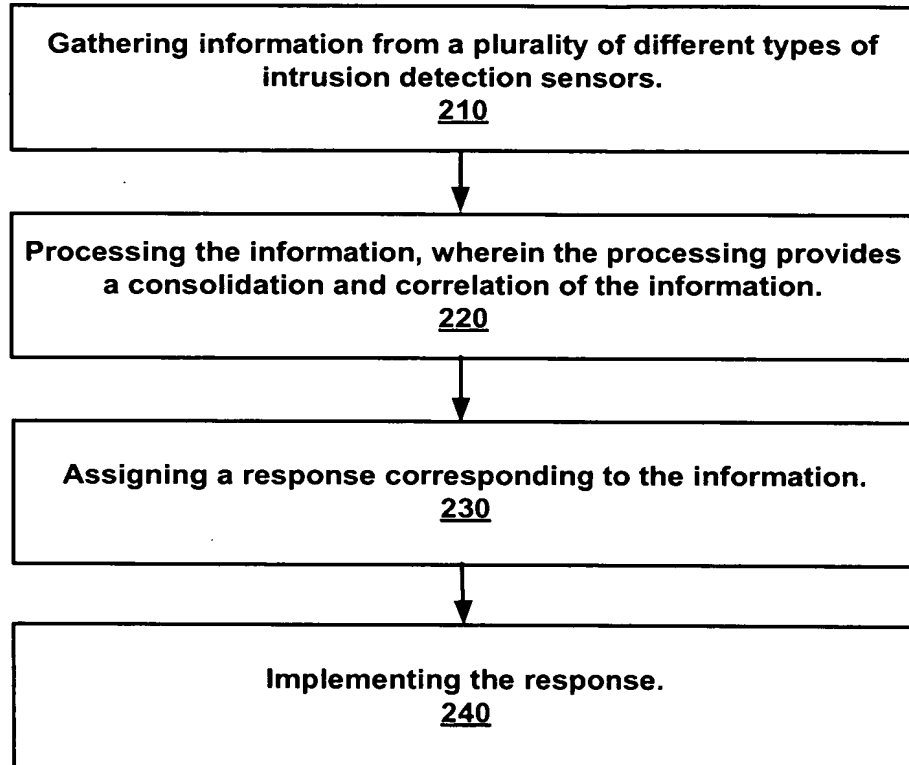 Gathering information from a plurality of different types of
intrusion detection sensors.
210
Processing the information, wherein the processing provides
a consolidation and correlation of the information.
220
Assigning a response corresponding to the information.
230
Implementing the response.
240